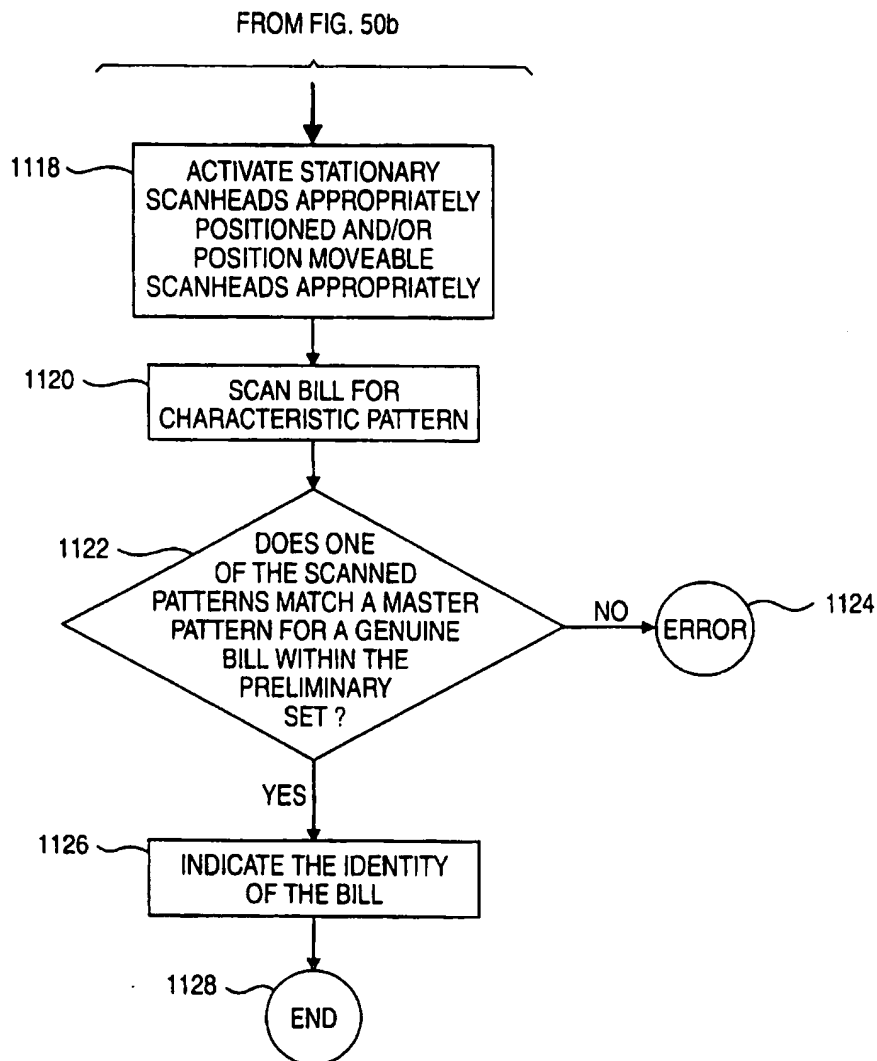 FROM FIG. 50b
1118
ACTIVATE STATIONARY
SCANHEADS APPROPRIATELY
POSITIONED AND/OR
POSITION MOVEABLE
SCANHEADS APPROPRIATELY
1120
SCAN BILL FOR
CHARACTERISTIC PATTERN
1122
DOES ONE
OF THE SCANNED
PATTERNS MATCH A MASTER
PATTERN FOR A GENUINE
BILL WITHIN THE
PRELIMINARY
SET ?
NO
ERROR
1124
YES
1126
INDICATE THE IDENTITY
OF THE BILL
1128
END